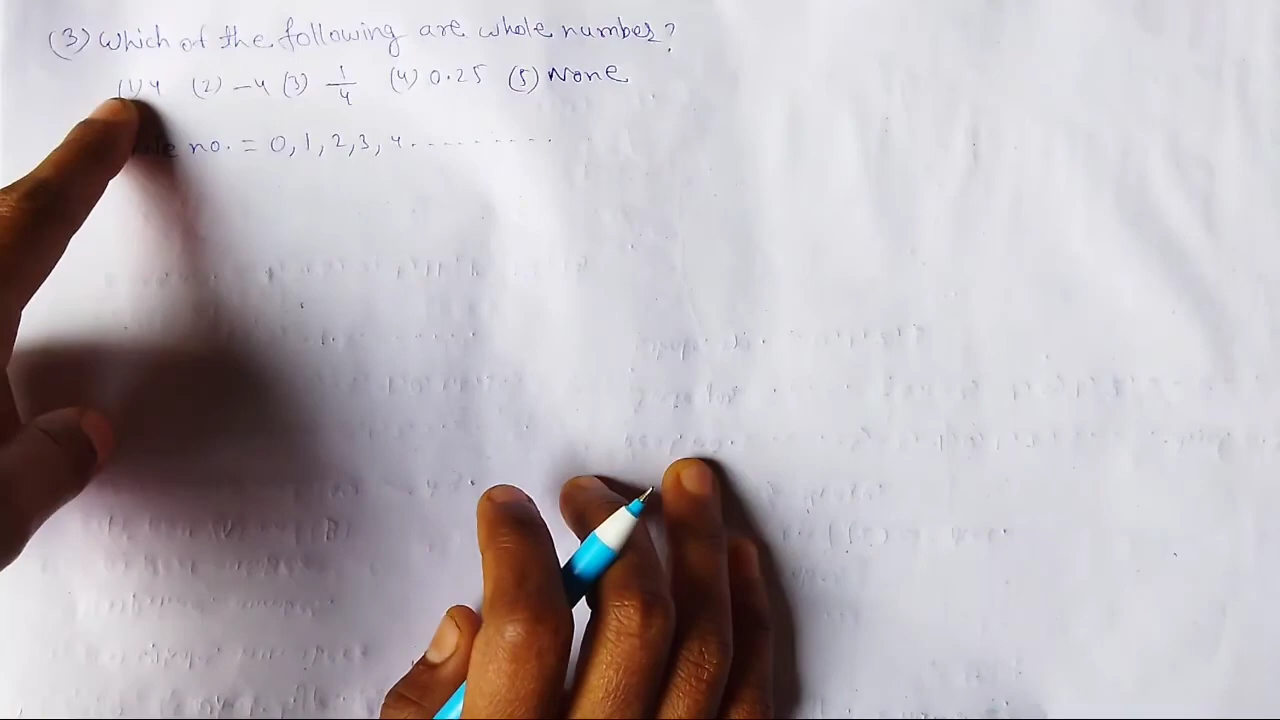 (3) Which of the following are whole number?
(1) 4 (2) -4 (3) 1/4 (4) 0.25 (5) None
no. = 0, 1, 2, 3, 4..........